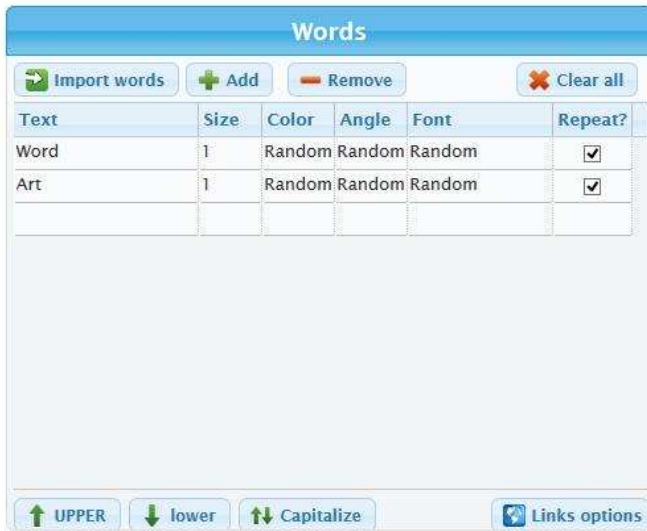 Words
Import words Add Remove Clear all
Text Size Color Angle Font Repeat?
Word 1 Random Random Random
Art 1 Random Random Random
UPPER lower Capitalize Links options